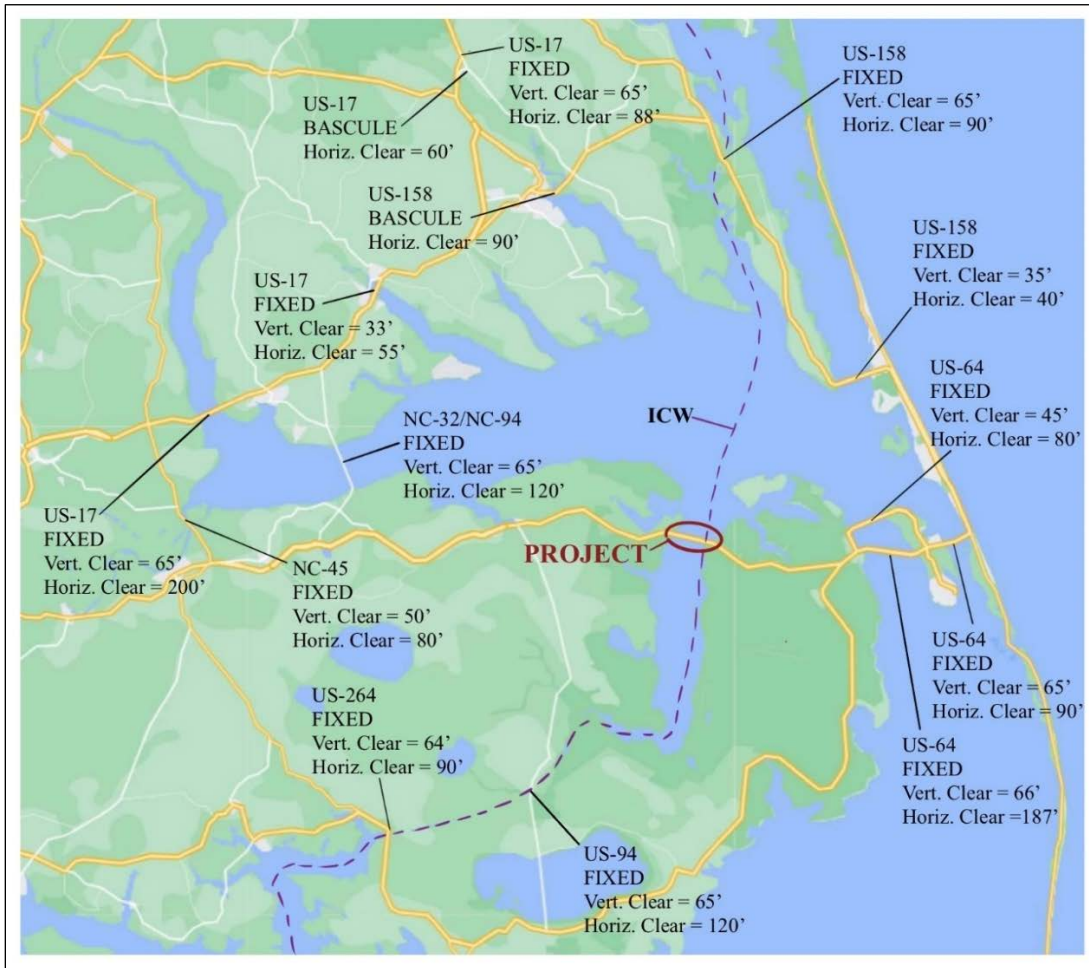 US-17
FIXED
Vert. Clear = 65’
Horiz. Clear = 88’
US-158
FIXED
Vert. Clear = 65’
Horiz. Clear = 90’
US-17
BASCULE
Horiz. Clear = 60’
US-158
BASCULE
Horiz. Clear = 90’
US-158
FIXED
Vert. Clear = 35’
Horiz. Clear = 40’
US-17
FIXED
Vert. Clear = 33’
Horiz. Clear = 55’
US-64
FIXED
Vert. Clear = 45’
Horiz. Clear = 80’
ICW
NC-32/NC-94
FIXED
Vert. Clear = 65’
Horiz. Clear = 120’
US-17
FIXED
Vert. Clear = 65’
Horiz. Clear = 200’
PROJECT
NC-45
FIXED
Vert. Clear = 50’
Horiz. Clear = 80’
US-64
FIXED
Vert. Clear = 65’
Horiz. Clear = 90’
US-264
FIXED
Vert. Clear = 64’
Horiz. Clear = 90’
US-64
FIXED
Vert. Clear = 66’
Horiz. Clear =187’
US-94
FIXED
Vert. Clear = 65’
Horiz. Clear = 120’